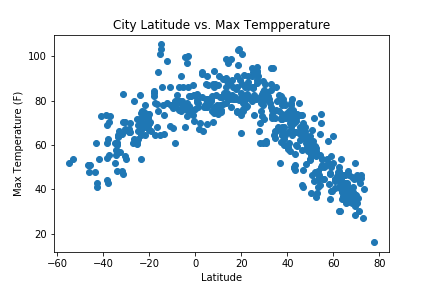 City Latitude vs. Max Tempperature
100
80
60
40
20
Max Temperature (F)
−60 −40 −20 0 20 40 60 80
Latitude